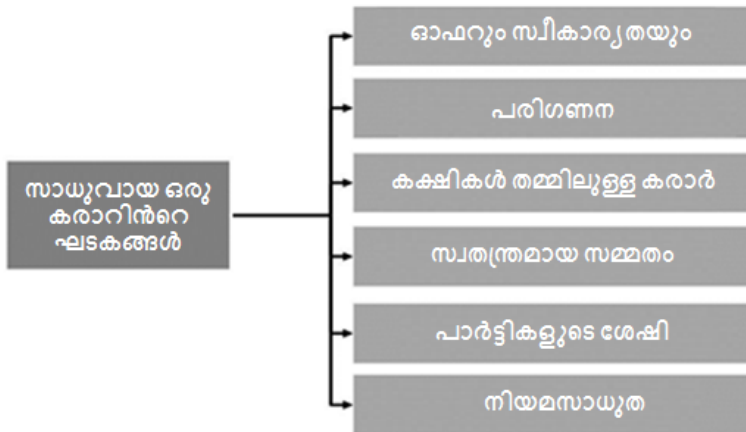 സാധുവായ ഒരു
കരാറിൻറെ
ഘടകങ്ങൾ
ഓഫറും സ്വീകാര്യതയും
പരിഗണന
കക്ഷികൾ തമ്മിലുള്ള കരാർ
സ്വതന്ത്രമായ സമ്മതം
പാർട്ടികളുടെ ശേഷി
നിയമസാധുത